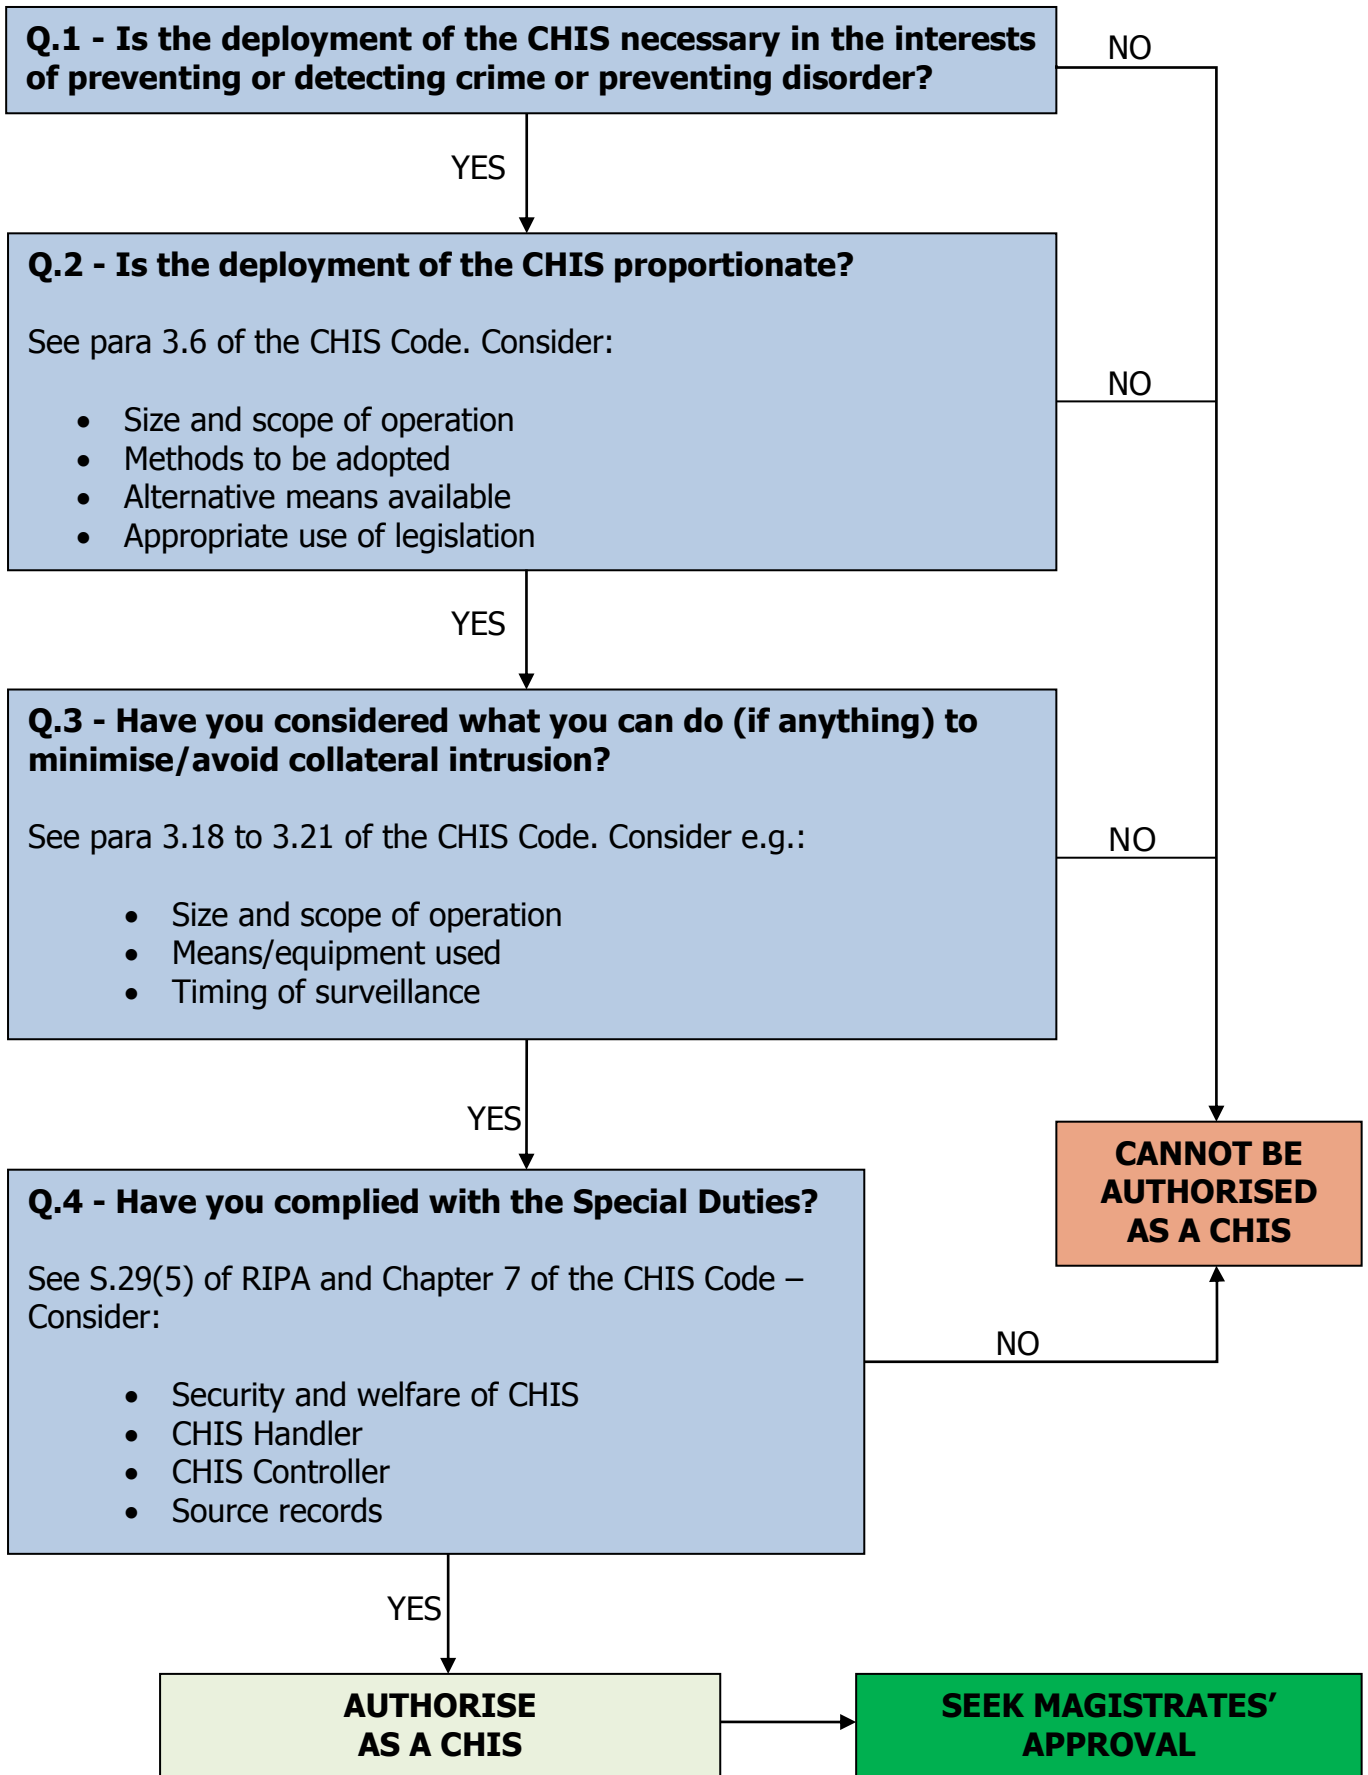 Q.1 - Is the deployment of the CHIS necessary in the interests
of preventing or detecting crime or preventing disorder?
NO
YES
Q.2 - Is the deployment of the CHIS proportionate?
See para 3.6 of the CHIS Code. Consider:
• Size and scope of operation
• Methods to be adopted
• Alternative means available
• Appropriate use of legislation
NO
YES
Q.3 - Have you considered what you can do (if anything) to
minimise/avoid collateral intrusion?
See para 3.18 to 3.21 of the CHIS Code. Consider e.g.:
• Size and scope of operation
• Means/equipment used
• Timing of surveillance
NO
YES
CANNOT BE
AUTHORISED
AS A CHIS
Q.4 - Have you complied with the Special Duties?
See S.29(5) of RIPA and Chapter 7 of the CHIS Code –
Consider:
• Security and welfare of CHIS
• CHIS Handler
• CHIS Controller
• Source records
NO
YES
AUTHORISE
AS A CHIS
SEEK MAGISTRATES’
APPROVAL